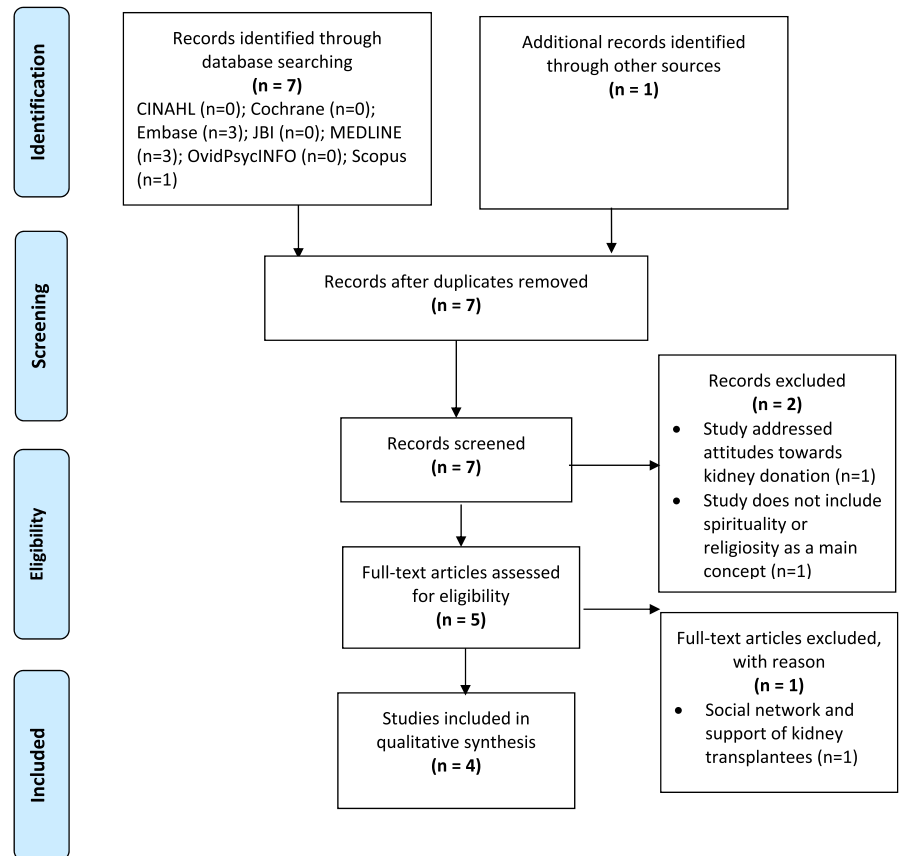 Identification
Records identified through
database searching
(n = 7)
CINAHL (n=0); Cochrane (n=0);
Embase (n=3); JBI (n=0); MEDLINE
(n=3); OvidPsycINFO (n=0); Scopus
(n=1)
Additional records identified
through other sources
(n = 1)
Screening
Records after duplicates removed
(n = 7)
Records screened
(n = 7)
Records excluded
(n = 2)
• Study addressed
attitudes towards
kidney donation (n=1)
• Study does not include
spirituality or
religiosity as a main
concept (n=1)
Eligibility
Full-text articles assessed
for eligibility
(n = 5)
Full-text articles excluded,
with reason
(n = 1)
• Social network and
support of kidney
transplantees (n=1)
Included
Studies included in
qualitative synthesis
(n = 4)